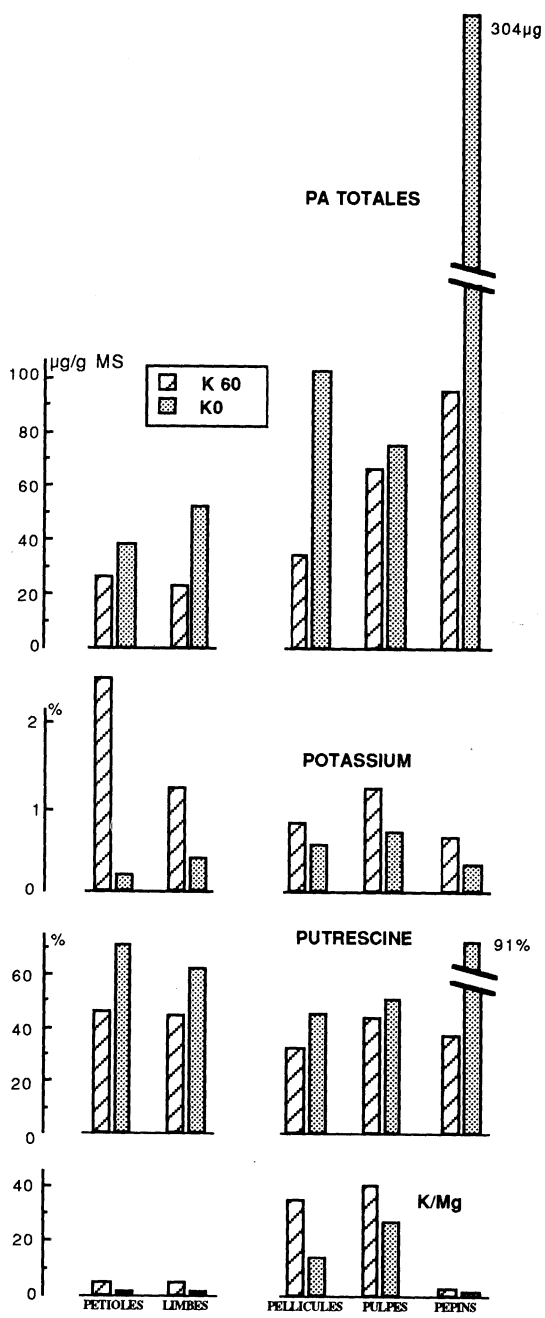 304µg
PA TOTALES
µg/g MS
100
80
60
40
20
0
K 60
K0
%
2
1
0
POTASSIUM
%
60
40
20
0
PUTRESCINE
91%
40
20
0
K/Mg
PETIOLES LIMBES PELLICULES PULPES PEPINS